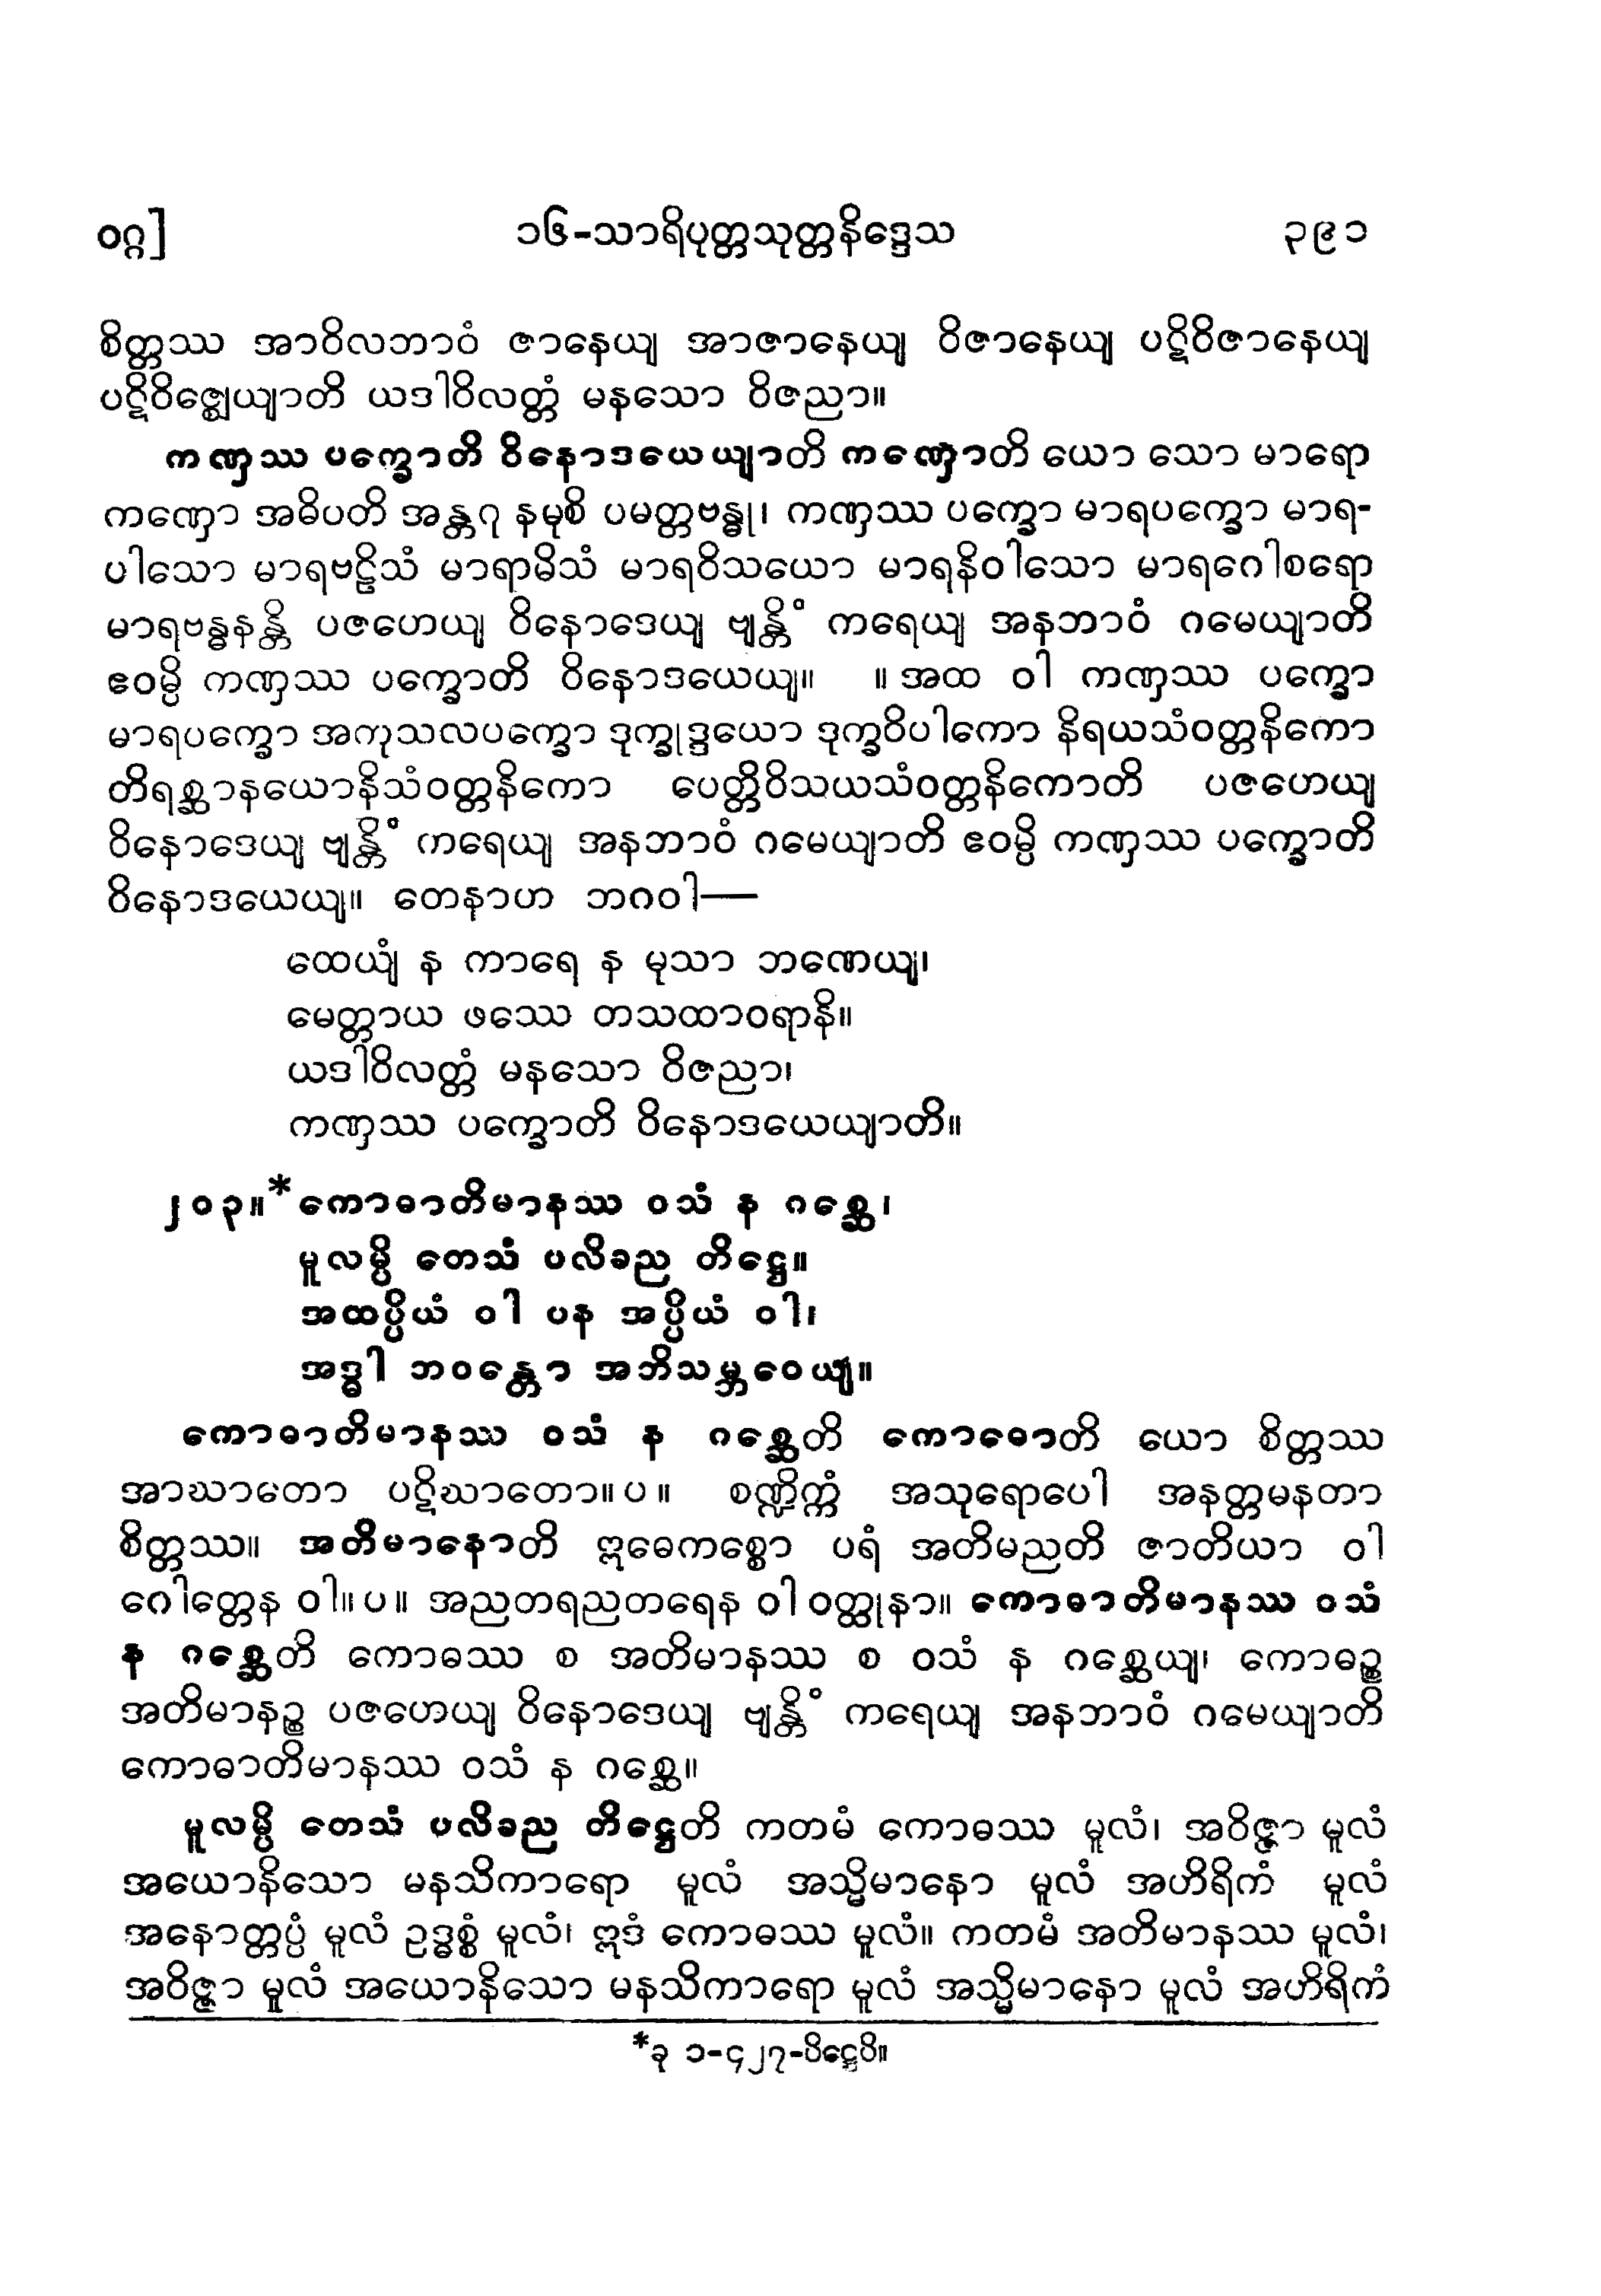 ဝဂ္ဂ] ၁၆-သာရိပုတ္တသုတ္တနိဒ္ဒေသ ၃၉၁
စိတ္တဿ အာဝိလဘာဝံ ဇာနေယျ အာဇာနေယျ ဝိဇာနေယျ ပဋိဝိဇာနေယျ
ပဋိဝိဇ္ဈေယျာတိ ယဒါဝိလတ္တံ မနသော ဝိဇညာ။
ကဏှဿ ပက္ခောတိ ဝိနောဒယေယျာတိ ကဏှောတိ ယော သော မာရော
ကဏှော အဓိပတိ အန္တဂု နမုစိ ပမတ္တဗန္ဓု၊ ကဏှဿ ပက္ခော မာရပက္ခော မာရ-
ပါသော မာရဗဠိသံ မာရာမိသံ မာရဝိသယော မာရနိဝါသော မာရဂေါစရော
မာရဗန္ဓနန္တိ ပဇဟေယျ ဝိနောဒေယျ ဗျန္တိံ ကရေယျ အနဘာဝံ ဂမေယျာတိ
ဧဝမ္ပိ ကဏှဿ ပက္ခောတိ ဝိနောဒယေယျ။ ။ အထ ဝါ ကဏှဿ ပက္ခော
မာရပက္ခော အကုသလပက္ခော ဒုက္ခုဒ္ဒယော ဒုက္ခဝိပါကော နိရယသံဝတ္တနိကော
တိရစ္ဆာနယောနိသံဝတ္တနိကော ပေတ္တိဝိသယသံဝတ္တနိကောတိ ပဇဟေယျ
ဝိနောဒေယျ ဗျန္တိံ ကရေယျ အနဘာဝံ ဂမေယျာတိ ဧဝမ္ပိ ကဏှဿ ပက္ခောတိ
ဝိနောဒယေယျ။ တေနာဟ ဘဂဝါ—
ထေယျံ န ကာရေ န မုသာ ဘဏေယျ၊
မေတ္တာယ ဖဿေ တသထာဝရာနိ။
ယဒါဝိလတ္တံ မနသော ဝိဇညာ၊
ကဏှဿ ပက္ခောတိ ဝိနောဒယေယျာတိ။
၂၀၃။* ကောဓာတိမာနဿ ဝသံ န ဂစ္ဆေ၊
မူလမ္ပိ တေသံ ပလိခည တိဋ္ဌေ။
အထပ္ပိယံ ဝါ ပန အပ္ပိယံ ဝါ၊
အဒ္ဓါ ဘဝန္တော အဘိသမ္ဘဝေယျ။
ကောဓာတိမာနဿ ဝသံ န ဂစ္ဆေတိ ကောဓောတိ ယော စိတ္တဿ
အာဃာတော ပဋိဃာတော။ ပ ။ စဏ္ဍိက္ကံ အသုရောပေါ အနတ္တမနတာ
စိတ္တဿ။ အတိမာနောတိ ဣဓေကစ္စော ပရံ အတိမညတိ ဇာတိယာ ဝါ
ဂေါတ္တေန ဝါ။ ပ ။ အညတရညတရေန ဝါ ဝတ္ထုနာ။ ကောဓာတိမာနဿ ဝသံ
န ဂစ္ဆေတိ ကောဓဿ စ အတိမာနဿ စ ဝသံ န ဂစ္ဆေယျ၊ ကောဓဉ္စ
အတိမာနဉ္စ ပဇဟေယျ ဝိနောဒေယျ ဗျန္တိံ ကရေယျ အနဘာဝံ ဂမေယျာတိ
ကောဓာတိမာနဿ ဝသံ န ဂစ္ဆေ။
မူလမ္ပိ တေသံ ပလိခည တိဋ္ဌေတိ ကတမံ ကောဓဿ မူလံ၊ အဝိဇ္ဇာ မူလံ
အယောနိသော မနသိကာရော မူလံ အသ္မိမာနော မူလံ အဟိရိကံ မူလံ
အနောတ္တပ္ပံ မူလံ ဥဒ္ဓစ္စံ မူလံ၊ ဣဒံ ကောဓဿ မူလံ။ ကတမံ အတိမာနဿ မူလံ၊
အဝိဇ္ဇာ မူလံ အယောနိသော မနသိကာရော မူလံ အသ္မိမာနော မူလံ အဟိရိကံ
*ခု ၁-၄၂၇-ပိဋ္ဌေပိ။